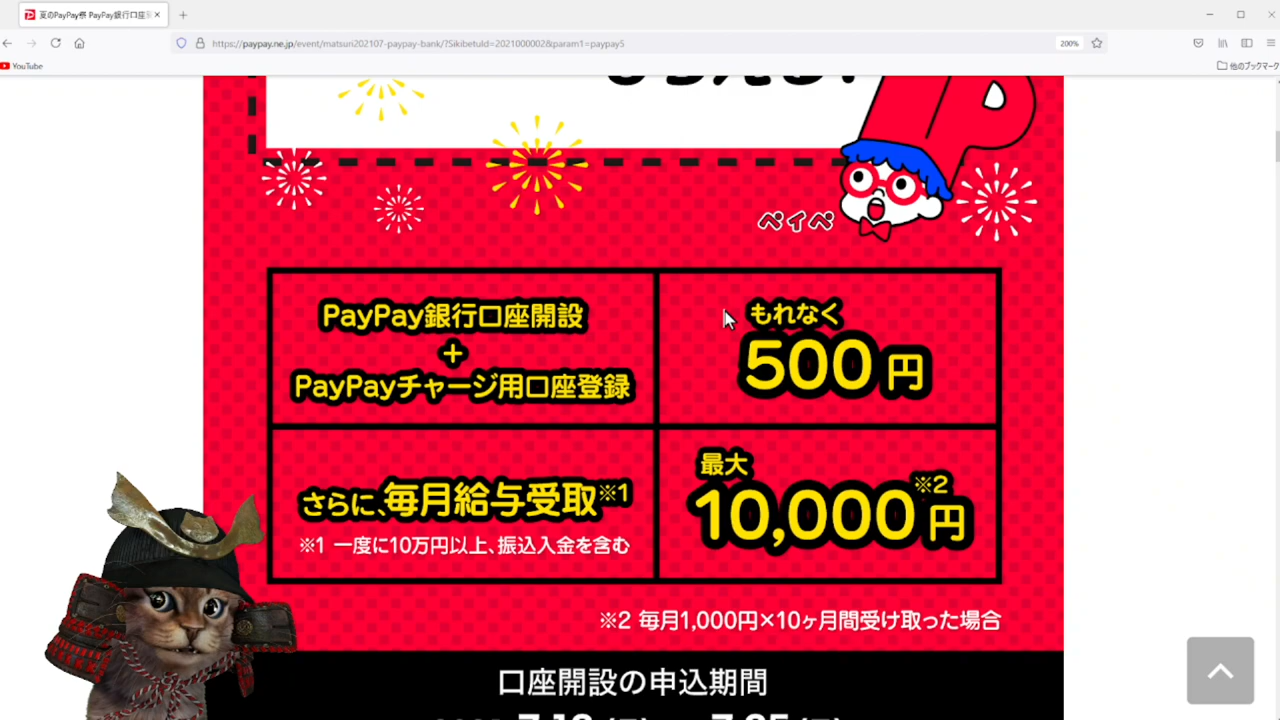 夏のPayPay祭 PayPay銀行口座
https://paypay.ne.jp/event/matsuri202107-paypay-bank/?SikibetuId=2021000002&param1=paypay5
200%
YouTube
他のブックマーク
ペイペ
PayPay銀行口座開設
+
PayPayチャージ用口座登録
もれなく
500円
さらに、毎月給与受取※1
※1 一度に10万円以上、振込入金を含む
最大
10,000円※2
※2 毎月1,000円×10ヶ月間受け取った場合
口座開設の申込期間